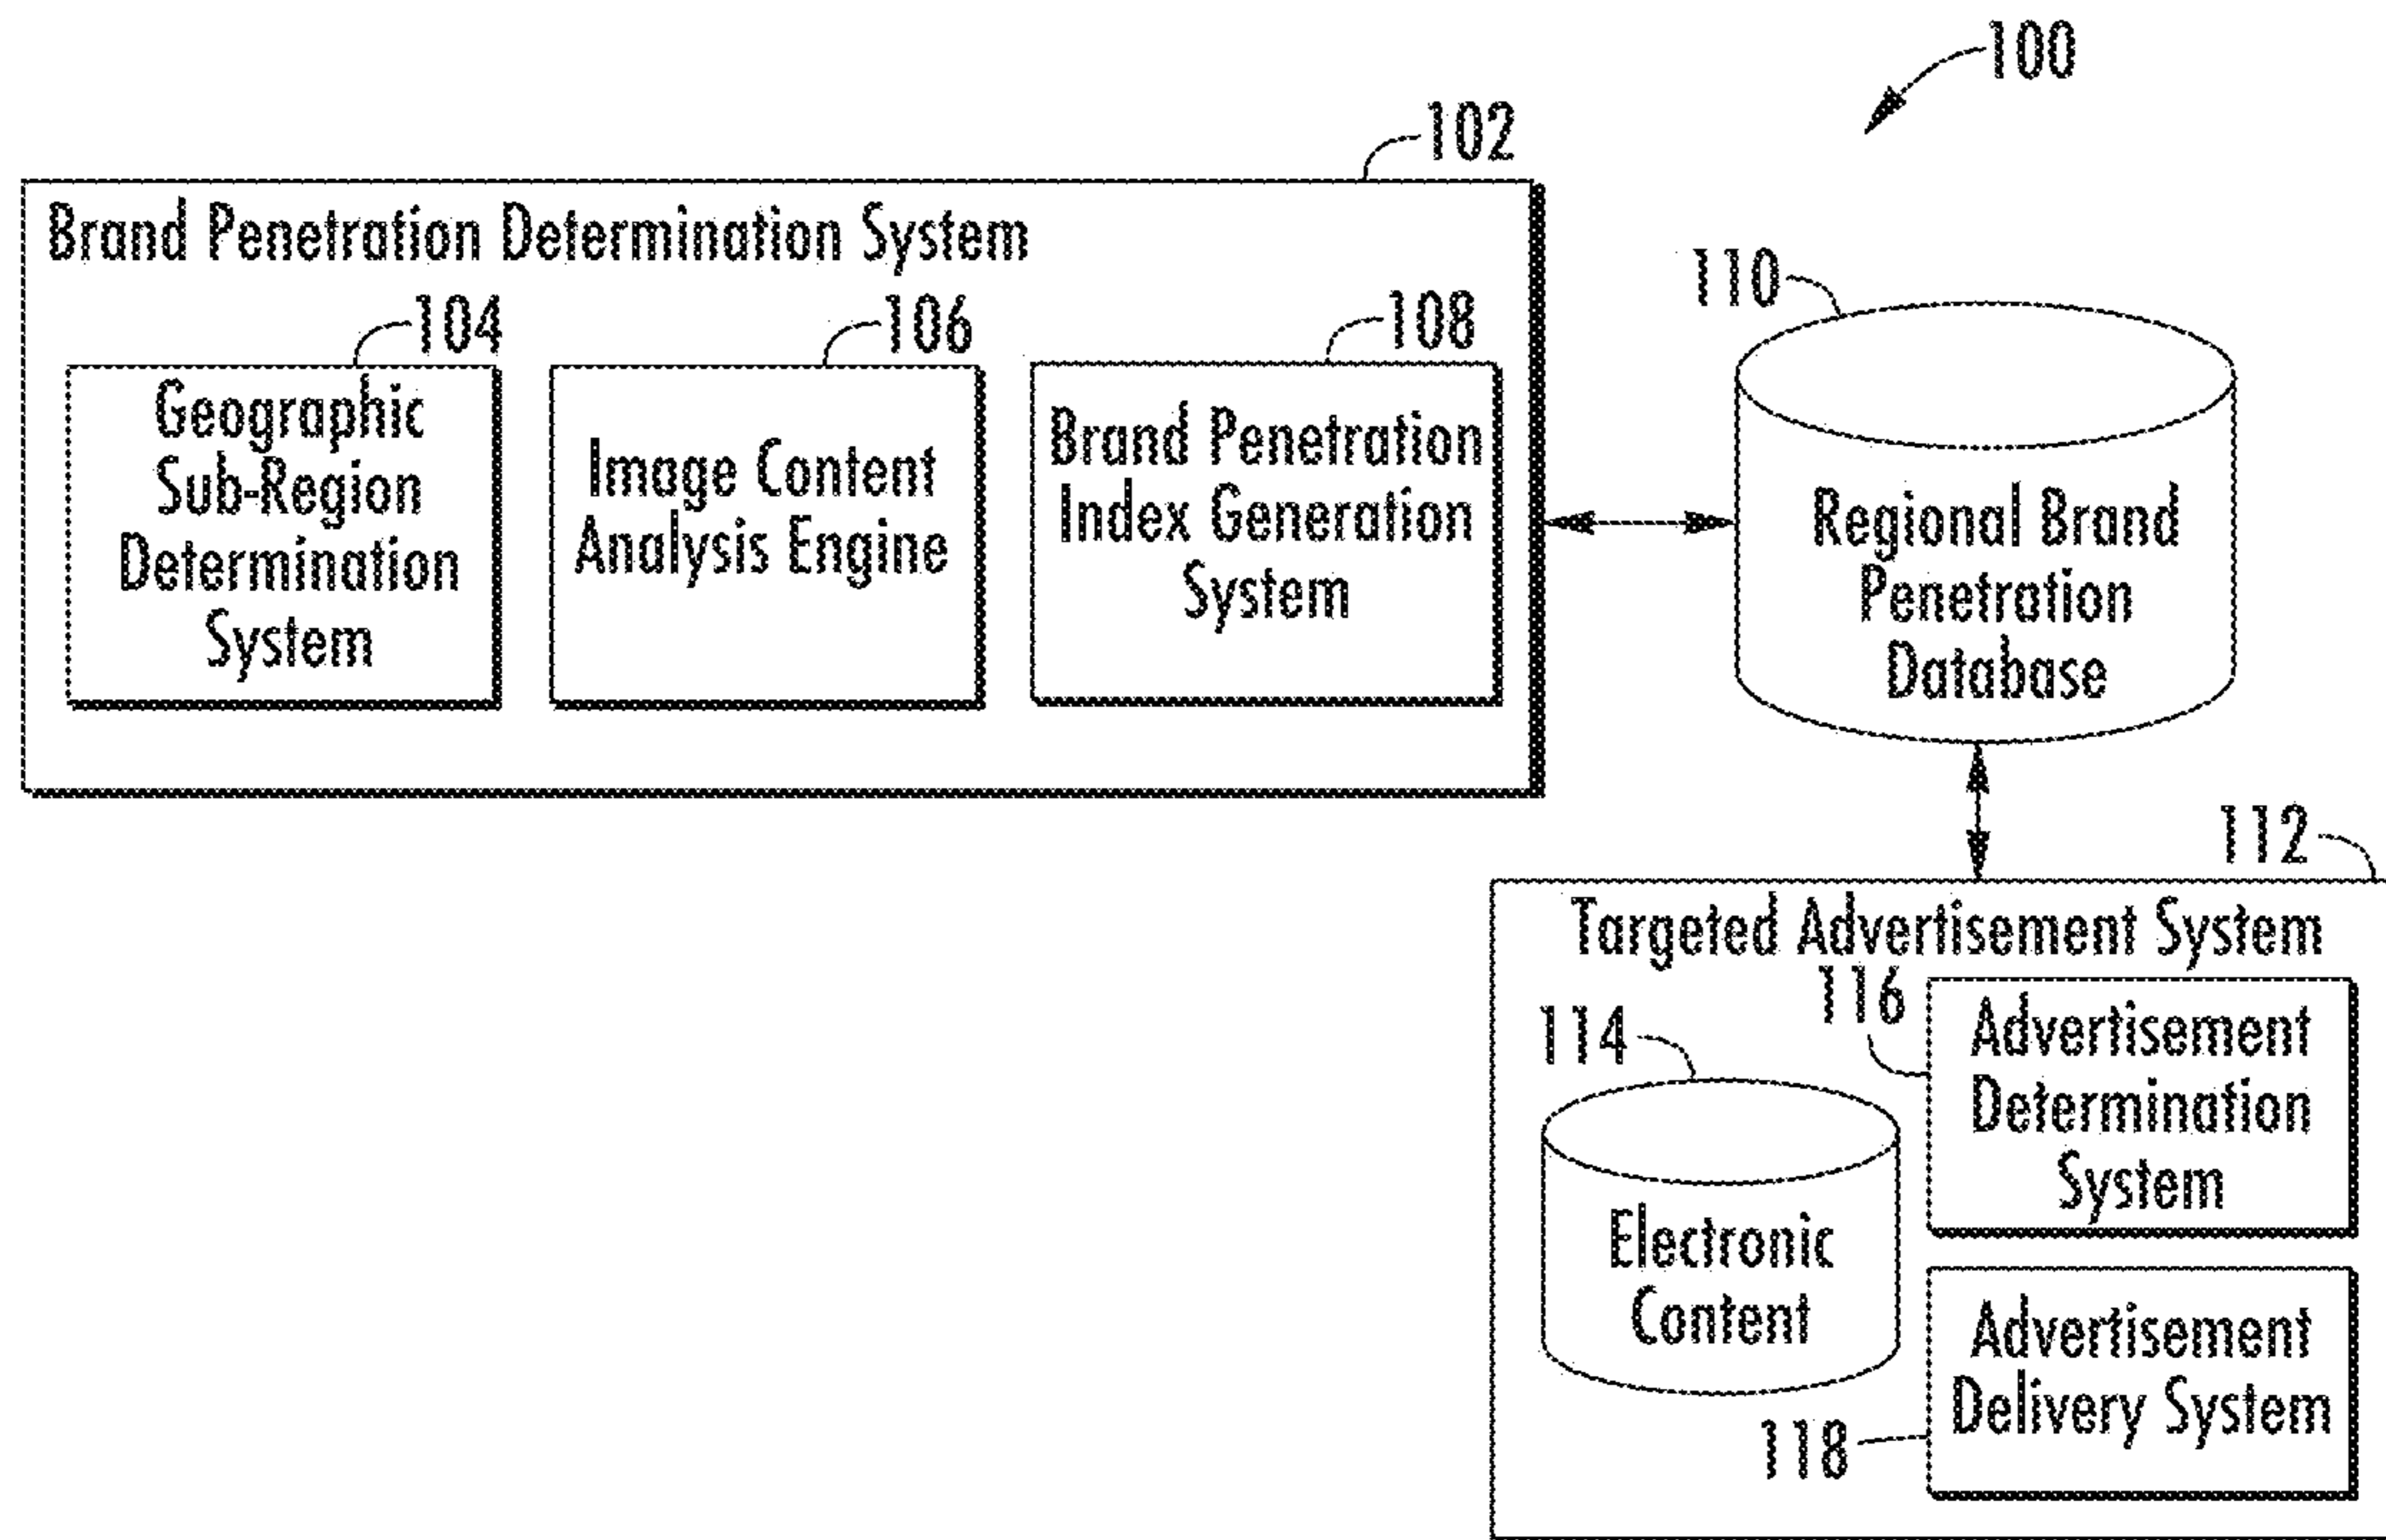 100
102
Brand Penetration Determination System
104
106
108
Geographic
Sub-Region
Determination
System
Image Content
Analysis Engine
Brand Penetration
Index Generation
System
110
Regional Brand
Penetration
Database
112
Targeted Advertisement System
114
116
Electronic
Content
Advertisement
Determination
System
118
Advertisement
Delivery System